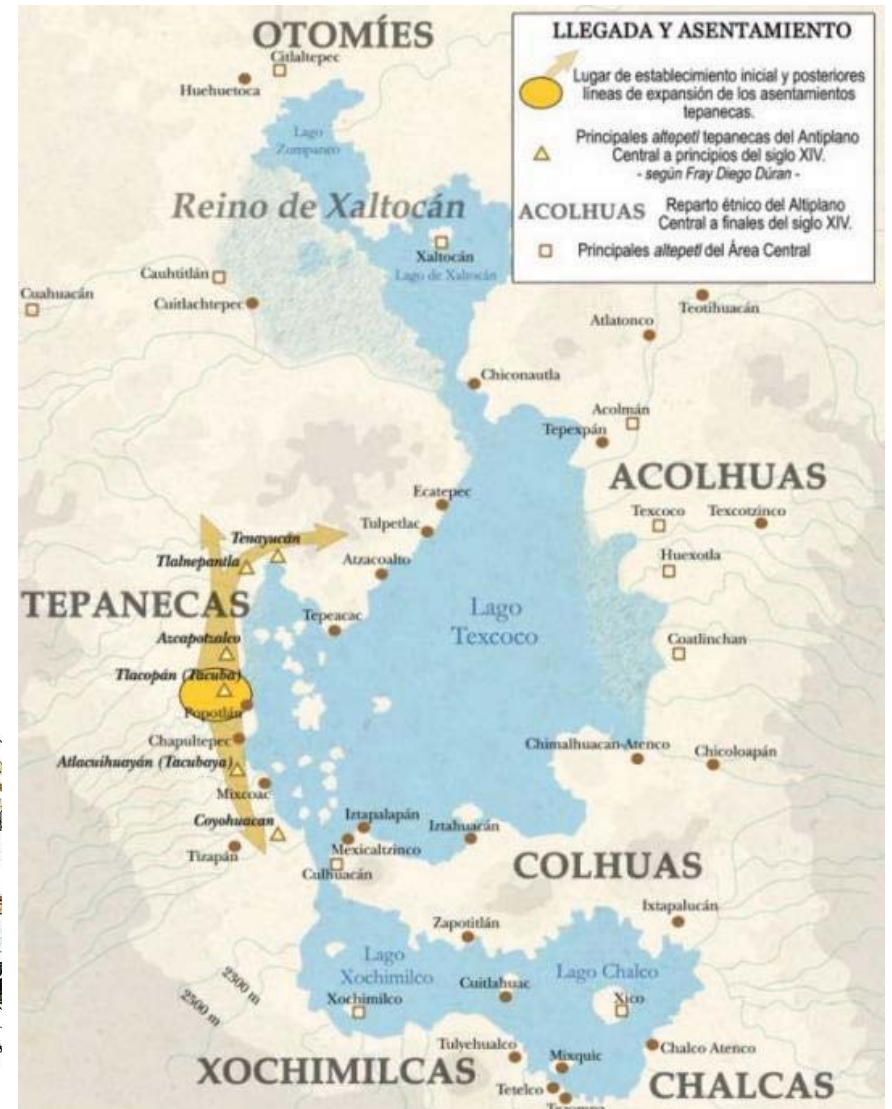 OTOMÍES
Citlaltepec
Huehuetoca
Lago
Zumpanco
Reino de Xaltocán
Xaltocán
Lago de Xaltocán
Cauhtitlán
Cuahuacán
Cuitlachtepec
LLEGADA Y ASENTAMIENTO
Lugar de establecimiento inicial y posteriores
líneas de expansión de los asentamientos
tepanecas.
Principales altepetl tepanecas del Antiplano
Central a principios del siglo XIV.
- según Fray Diego Dúran -
ACOLHUAS
Reparto étnico del Altiplano
Central a finales del siglo XIV.
Principales altepetl del Área Central
Teotihuacán
Atlatonco
Chiconautla
Acolmán
Tepexpán
ACOLHUAS
Ecatepec
Texcoco
Texcotzinco
Tulpetlac
Tenayucán
Tlalnepantla
Atzacoalto
Huexotla
TEPANECAS
Lago
Texcoco
Tepeacac
Azcapotzalco
Coatlinchan
Tlacopán (Tacuba)
Popotlán
Chapultepec
Chimalhuacan-Atenco
Chicoloapán
Atlacuihuayán (Tacubaya)
Mixcoac
Coyohuacan
Iztapalapán
Iztahuacán
Tizapán
Mexicaltzinco
Culhuacán
COLHUAS
Ixtapalucán
Zapotitlán
Lago
Xochimilco
Lago Chalco
Cuitlahuac
2300 m
2500 m
Xochimilco
Xico
Tulyehualco
Chalco Atenco
Mixquic
XOCHIMILCAS
Tetelco
CHALCAS